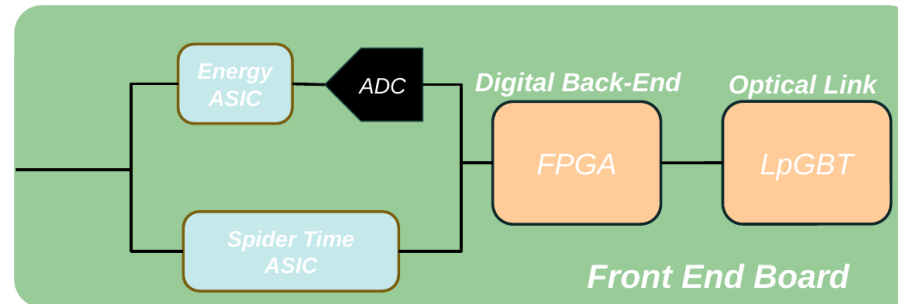 Energy
ASIC
ADC
Digital Back-End
Optical Link
FPGA
LpGBT
Spider Time
ASIC
Front End Board